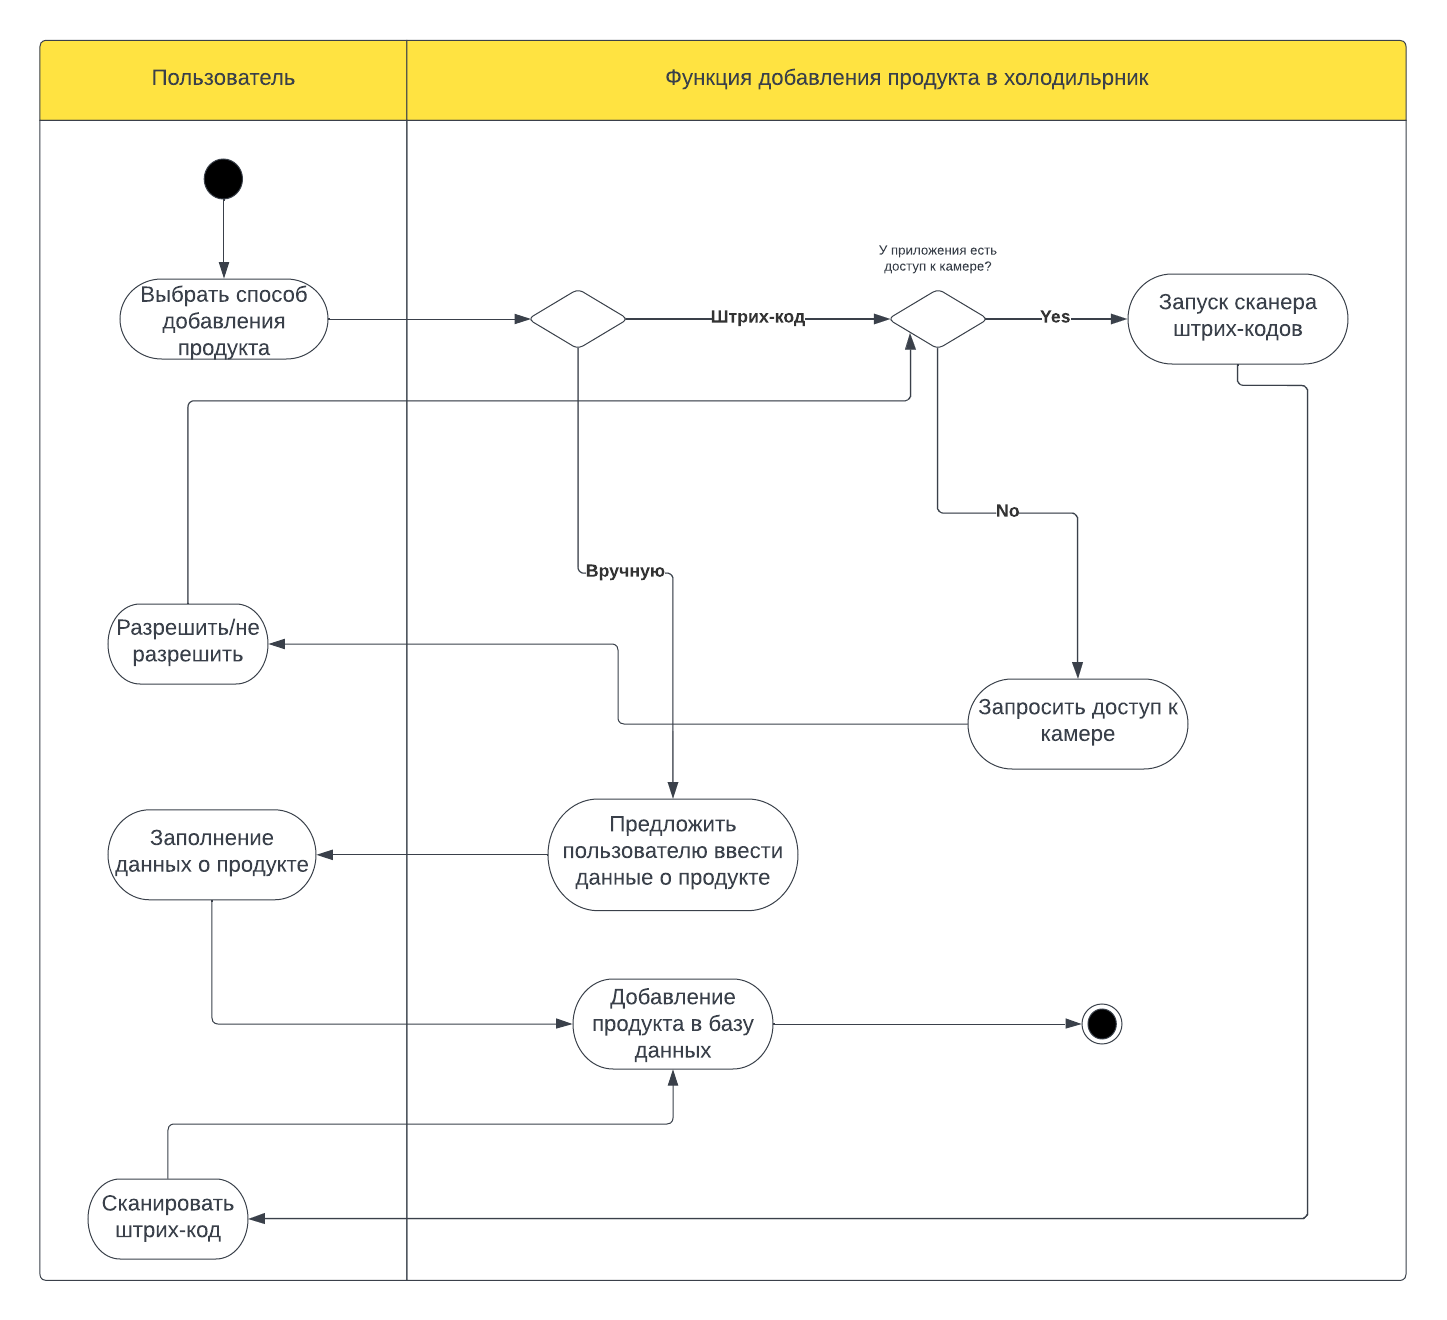 Пользователь
Функция добавления продукта в холодильрник
У приложения есть
доступ к камере?
Выбрать способ
добавления
продукта
Штрих-код
Yes
Запуск сканера
штрих-кодов
No
Вручную
Разрешить/не
разрешить
Запросить доступ к
камере
Заполнение
данных о продукте
Предложить
пользователю ввести
данные о продукте
Добавление
продукта в базу
данных
Сканировать
штрих-код